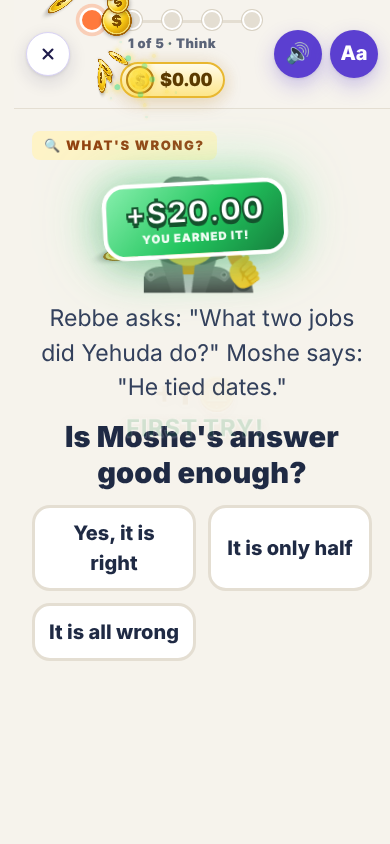 1 of 5 · Think
$0.00
Aa
WHAT'S WRONG?
+$20.00
YOU EARNED IT!
Rebbe asks: "What two jobs
did Yehuda do?" Moshe says:
"He tied dates."
FIRST TRY!
Is Moshe's answer
good enough?
Yes, it is
right
It is only half
It is all wrong